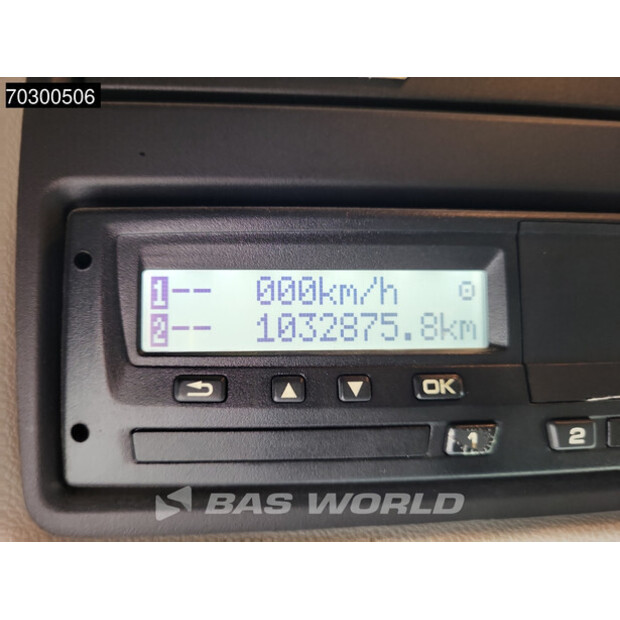 70300506
1-- 000km/h
2-- 1032875.8km
OK
1 2
BAS WORLD